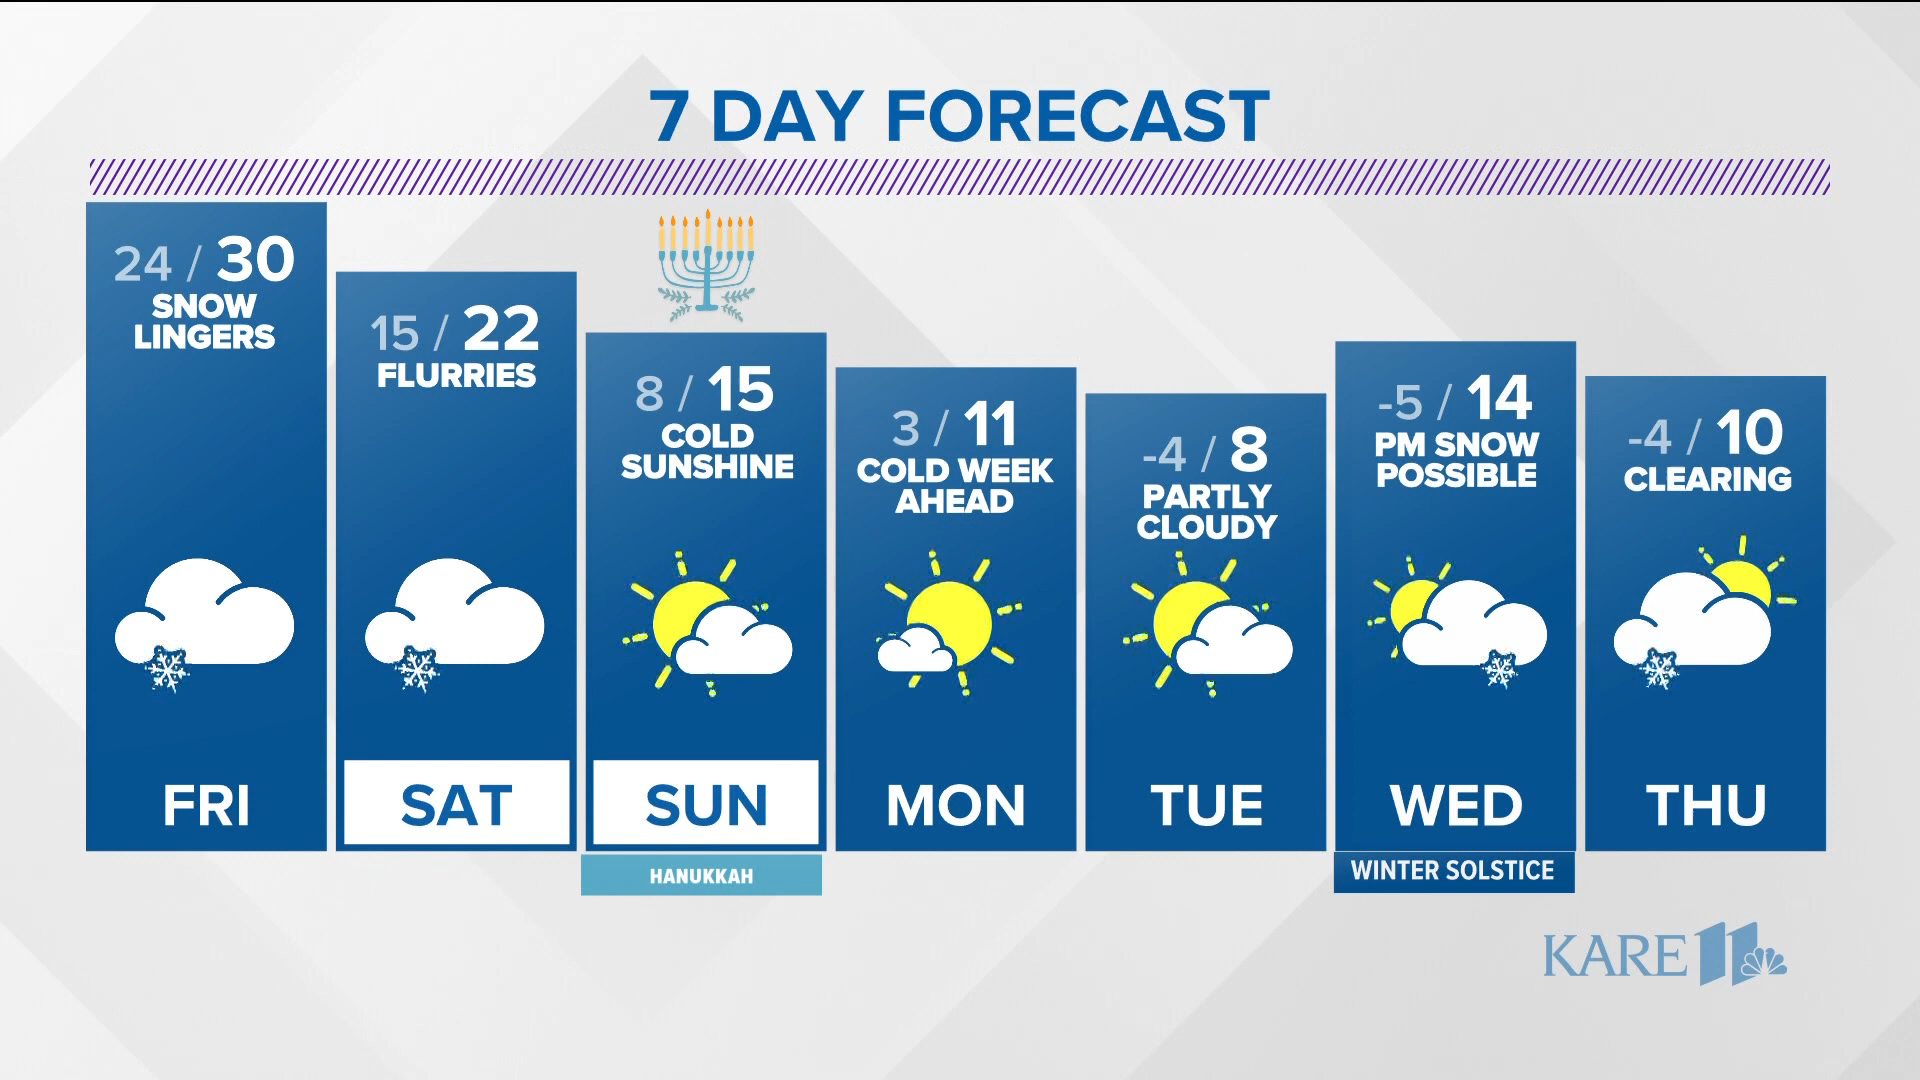 7 DAY FORECAST
24 / 30
SNOW
LINGERS
FRI
15 / 22
FLURRIES
SAT
8 / 15
COLD
SUNSHINE
SUN
HANUKKAH
3 / 11
COLD WEEK
AHEAD
MON
-4 / 8
PARTLY
CLOUDY
TUE
-5 / 14
PM SNOW
POSSIBLE
WED
WINTER SOLSTICE
-4 / 10
CLEARING
THU
KARE 11